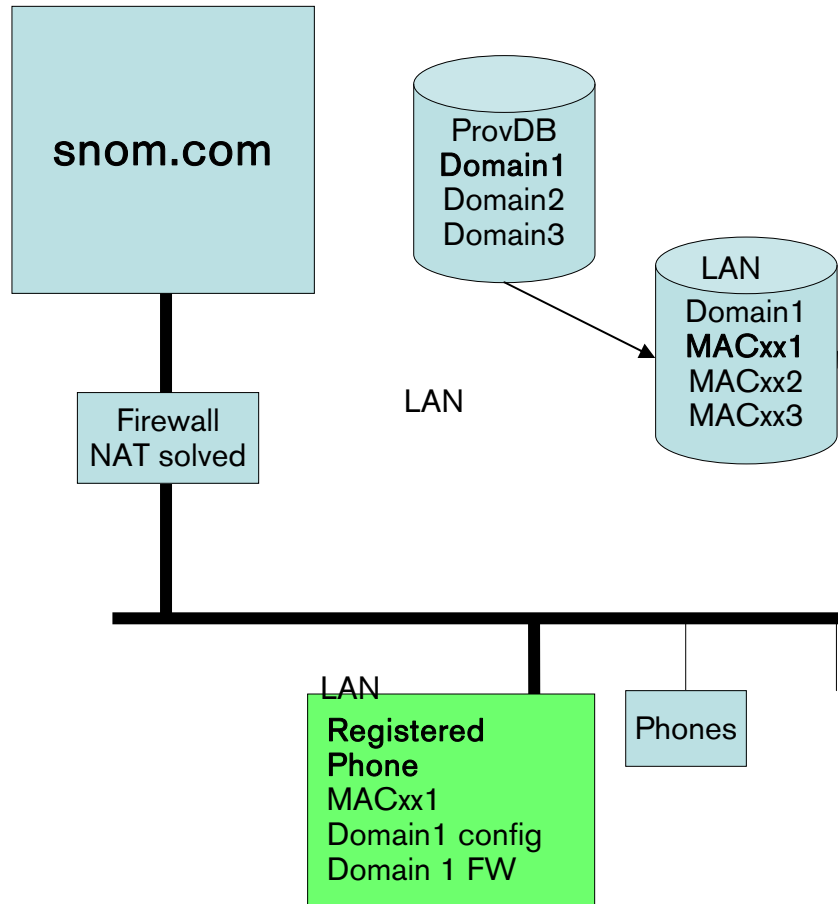 snom.com
ProvDB
Domain1
Domain2
Domain3
LAN
Domain1
MACxx1
MACxx2
MACxx3
LAN
Firewall
NAT solved
LAN
Registered
Phone
MACxx1
Domain1 config
Domain 1 FW
Phones